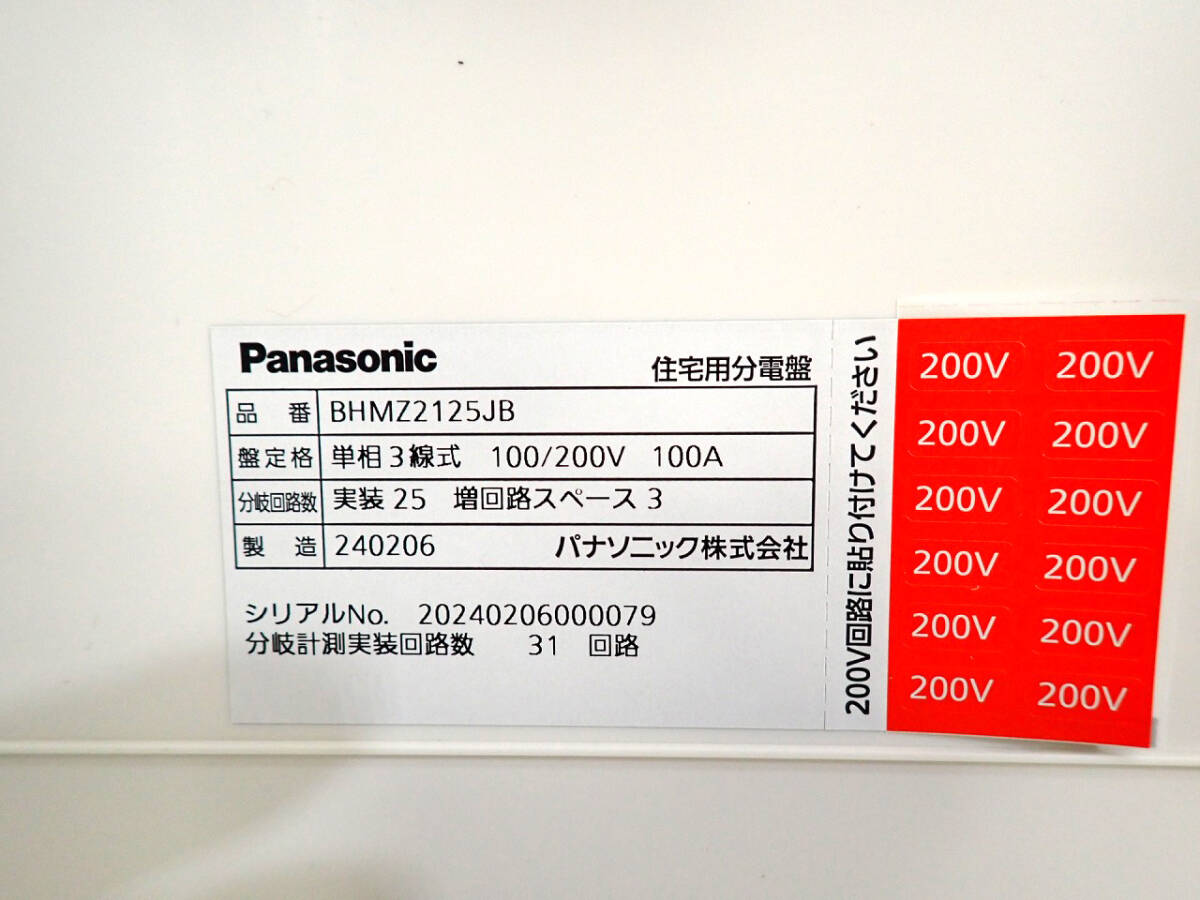 Panasonic
住宅用分電盤
品 番 BHMZ2125JB
盤定格 単相3線式 100/200V 100A
分岐回路数 実装25 増回路スペース3
製 造 240206 パナソニック株式会社
シリアルNo. 20240206000079
分岐計測実装回路数 31 回路
200V回路に貼り付けてください
200V 200V
200V 200V
200V 200V
200V 200V
200V 200V
200V 200V